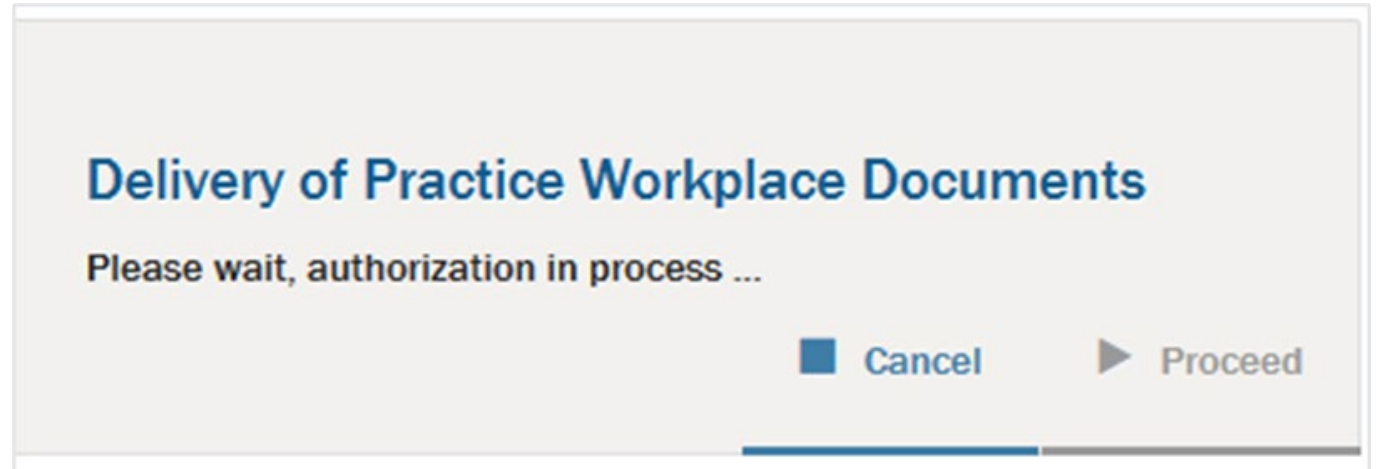 Delivery of Practice Workplace Documents
Please wait, authorization in process ...
Cancel Proceed